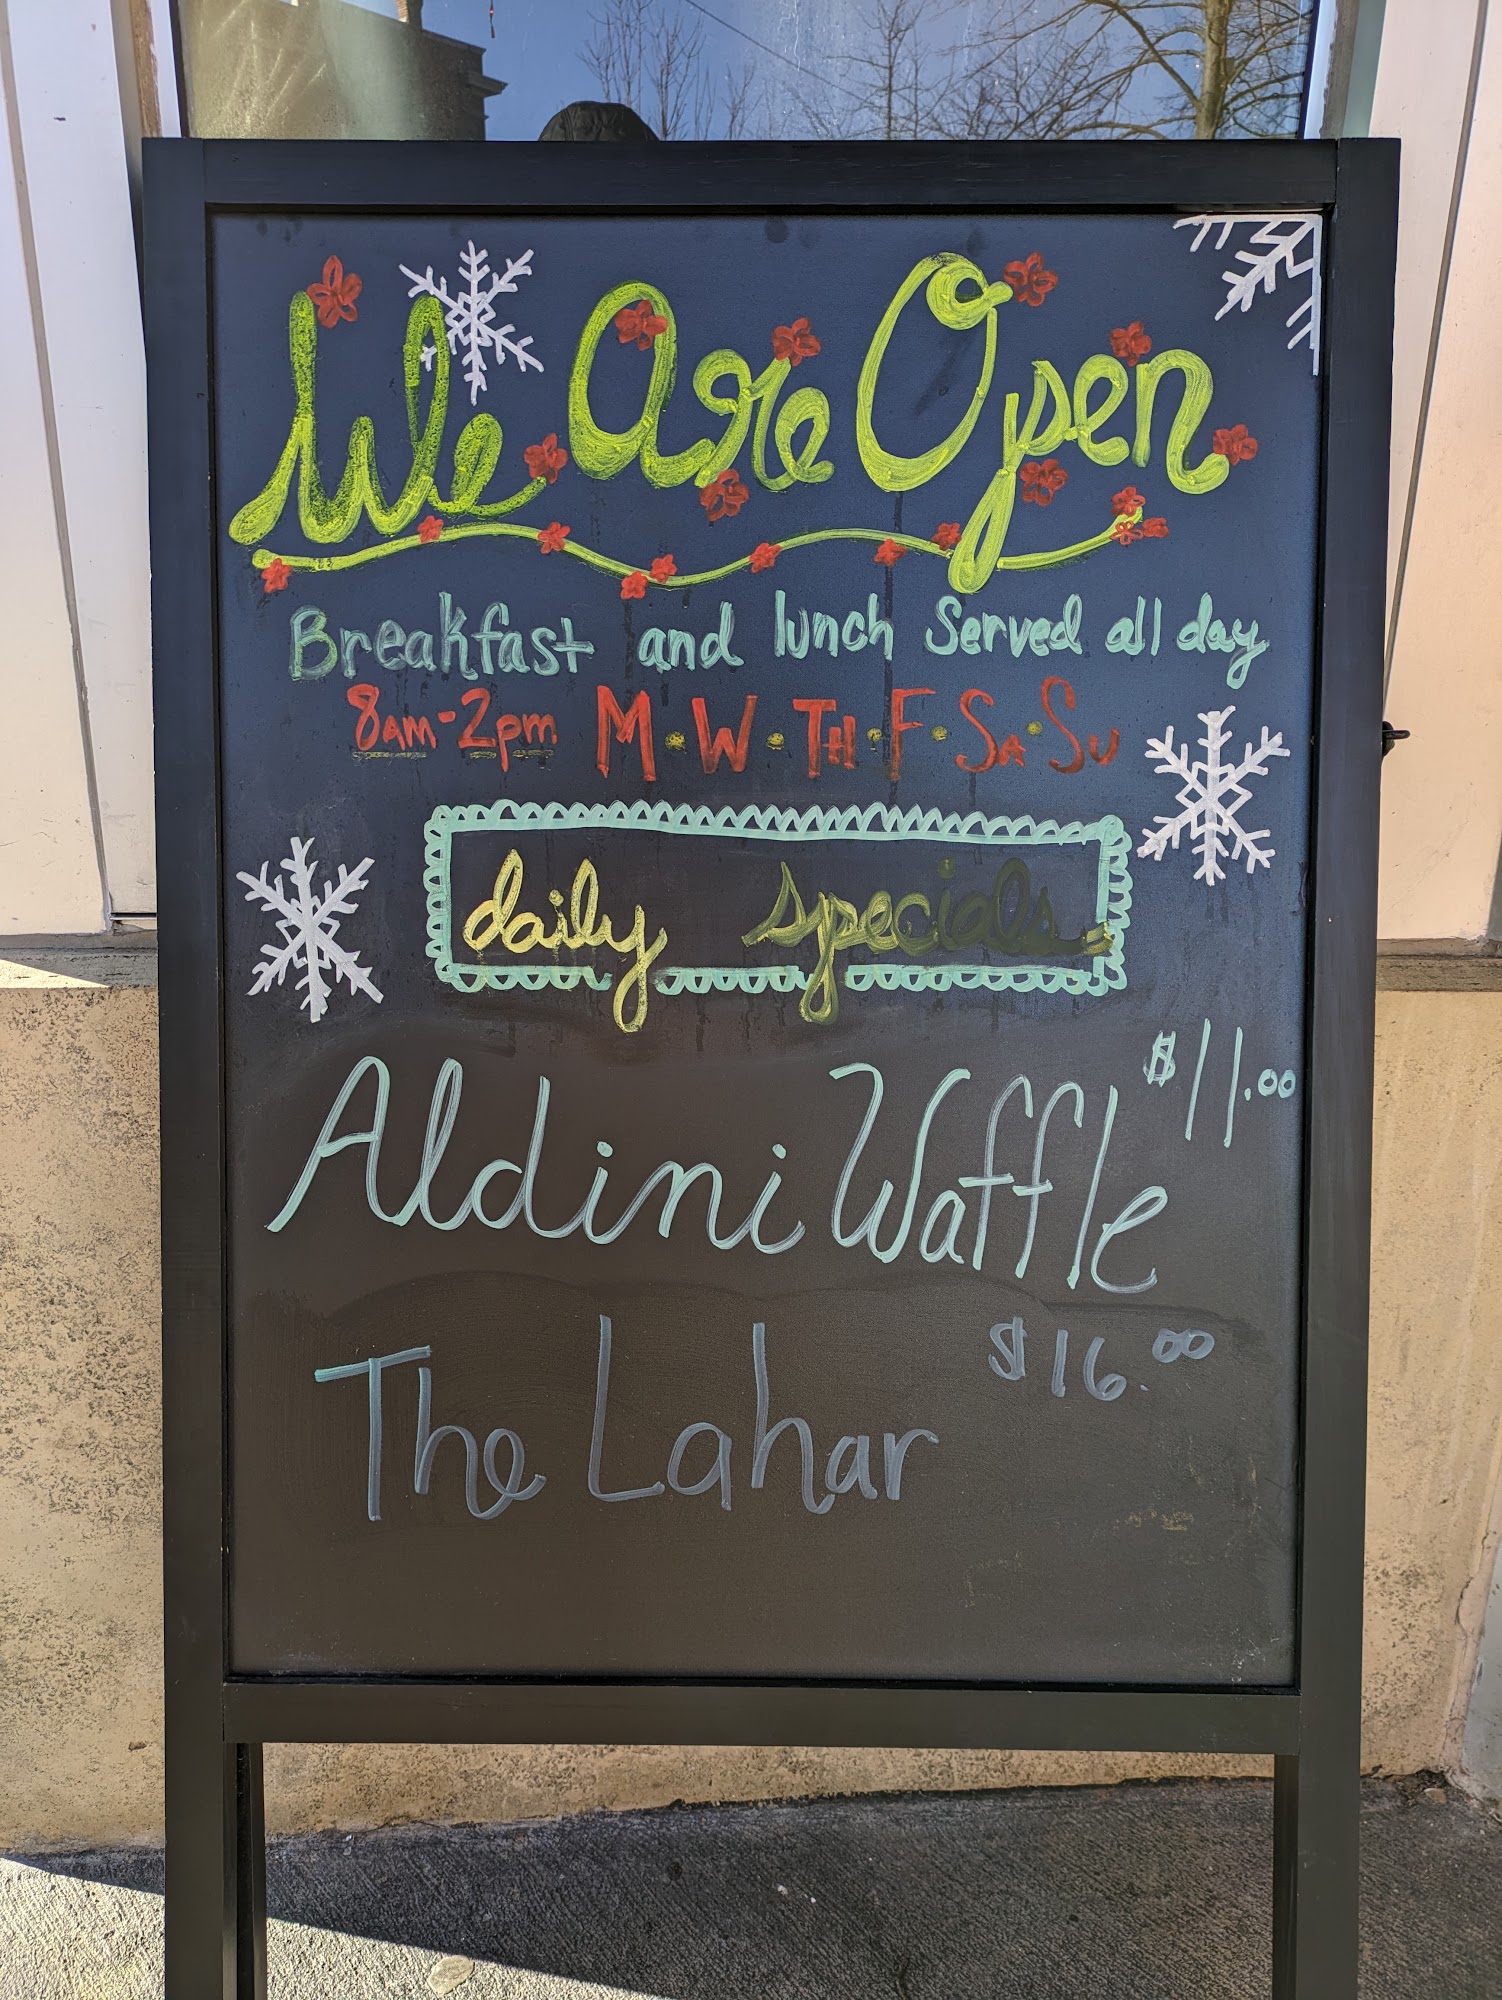 We Are Open
Breakfast and lunch Served all day
8am-2pm M·W·TH·F·SA·SU
daily specials
Aldini Waffle $11.00
The Lahar $16.00